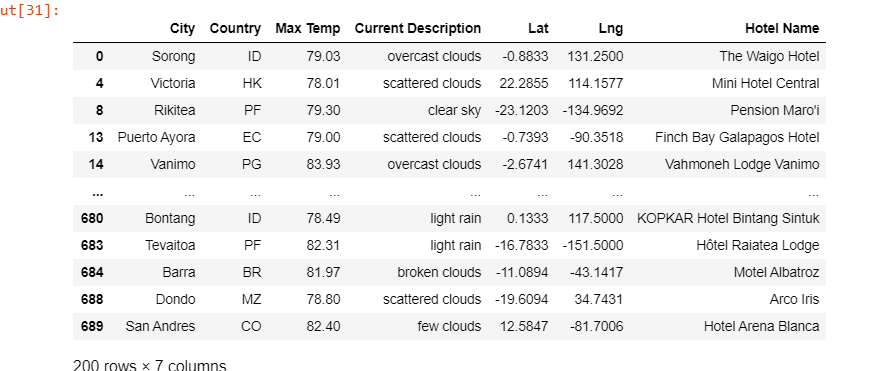 ut[31]:
City Country Max Temp Current Description Lat Lng Hotel Name
0 Sorong ID 79.03 overcast clouds -0.8833 131.2500 The Waigo Hotel
4 Victoria HK 78.01 scattered clouds 22.2855 114.1577 Mini Hotel Central
8 Rikitea PF 79.30 clear sky -23.1203 -134.9692 Pension Maro'i
13 Puerto Ayora EC 79.00 scattered clouds -0.7393 -90.3518 Finch Bay Galapagos Hotel
14 Vanimo PG 83.93 overcast clouds -2.6741 141.3028 Vahmoneh Lodge Vanimo
... ... ... ... ... ... ... ...
680 Bontang ID 78.49 light rain 0.1333 117.5000 KOPKAR Hotel Bintang Sintuk
683 Tevaitoa PF 82.31 light rain -16.7833 -151.5000 Hôtel Raiatea Lodge
684 Barra BR 81.97 broken clouds -11.0894 -43.1417 Motel Albatroz
688 Dondo MZ 78.80 scattered clouds -19.6094 34.7431 Arco Iris
689 San Andres CO 82.40 few clouds 12.5847 -81.7006 Hotel Arena Blanca
200 rows × 7 columns